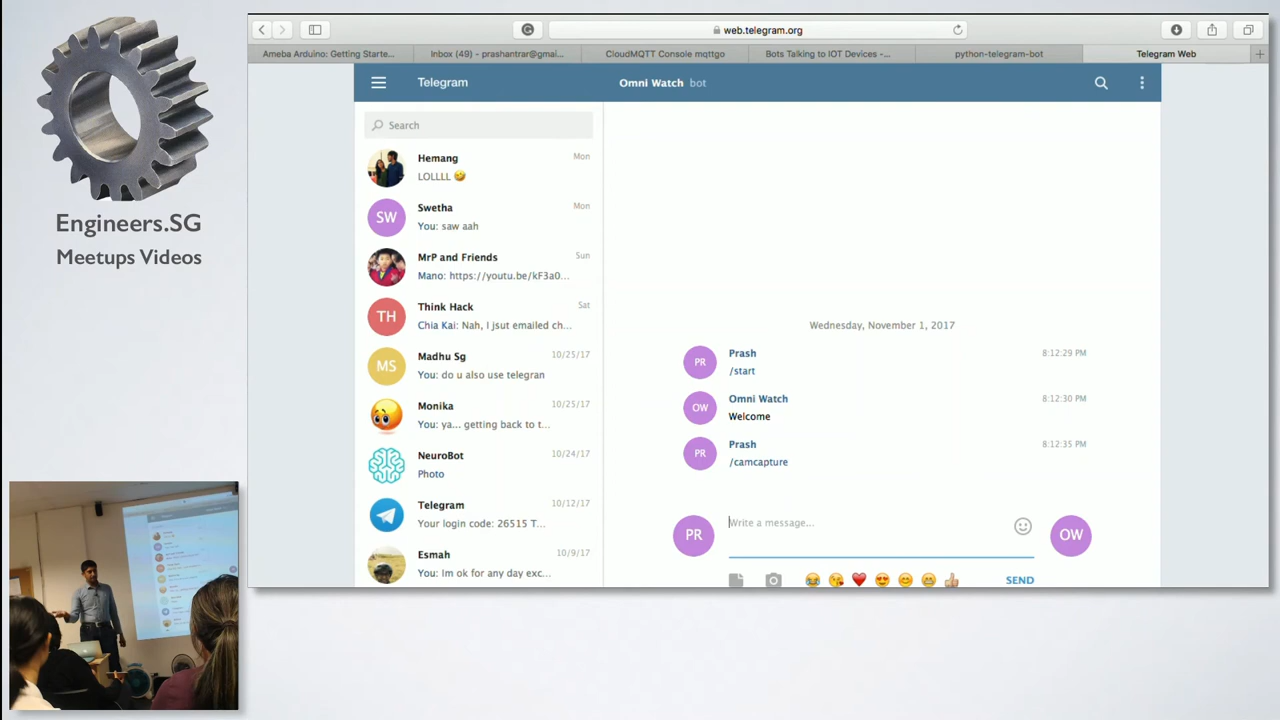 Engineers.SG
Meetups Videos
web.telegram.org
Ameba Arduino: Getting Starte...
Inbox (49) - prashantrar@gmai...
CloudMQTT Console mqttgo
Bots Talking to IOT Devices -...
python-telegram-bot
Telegram Web
Telegram
Omni Watch bot
Search
Hemang
Mon
LOLLLL 🤣
SW
Swetha
Mon
You: saw aah
MrP and Friends
Sun
Mano: https://youtu.be/kF3a0...
TH
Think Hack
Sat
Chia Kai: Nah, I jsut emailed ch...
MS
Madhu Sg
10/25/17
You: do u also use telegran
Monika
10/25/17
You: ya... getting back to t...
NeuroBot
10/24/17
Photo
Telegram
10/12/17
Your login code: 26515 T...
Esmah
10/9/17
You: Im ok for any day exc...
Wednesday, November 1, 2017
PR
Prash
8:12:29 PM
/start
OW
Omni Watch
8:12:30 PM
Welcome
PR
Prash
8:12:35 PM
/camcapture
PR
Write a message...
OW
😂 😘 ❤️ 😍 😊 😁 👍
SEND